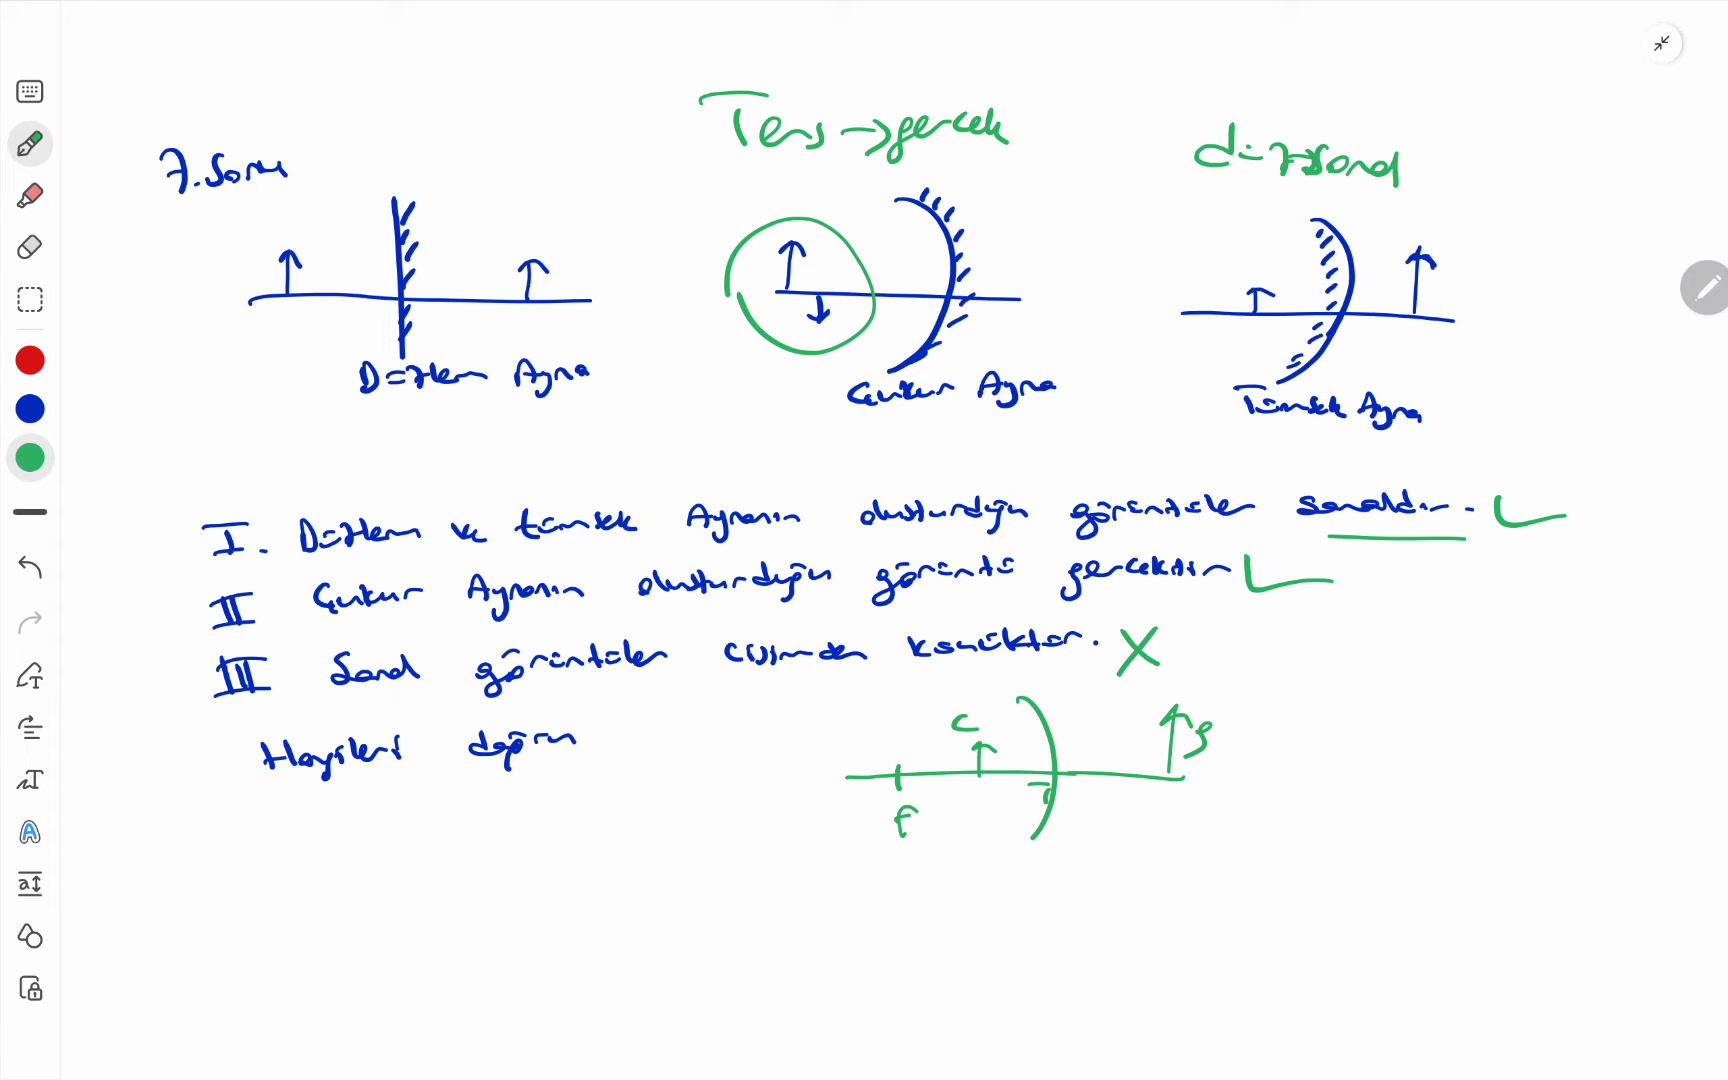 Ters → gerçek
düz → Sanal
7. Soru
Düzlem Ayna
Çukur Ayna
Tümsek Ayna
I. Düzlem ve tümsek Aynanın oluşturduğu görüntüler sanaldır.
II Çukur Aynanın oluşturduğu görüntü gerçektir
III Sanal görüntüler cisimden küçüktür.
Hangileri doğru
C
g
F
T